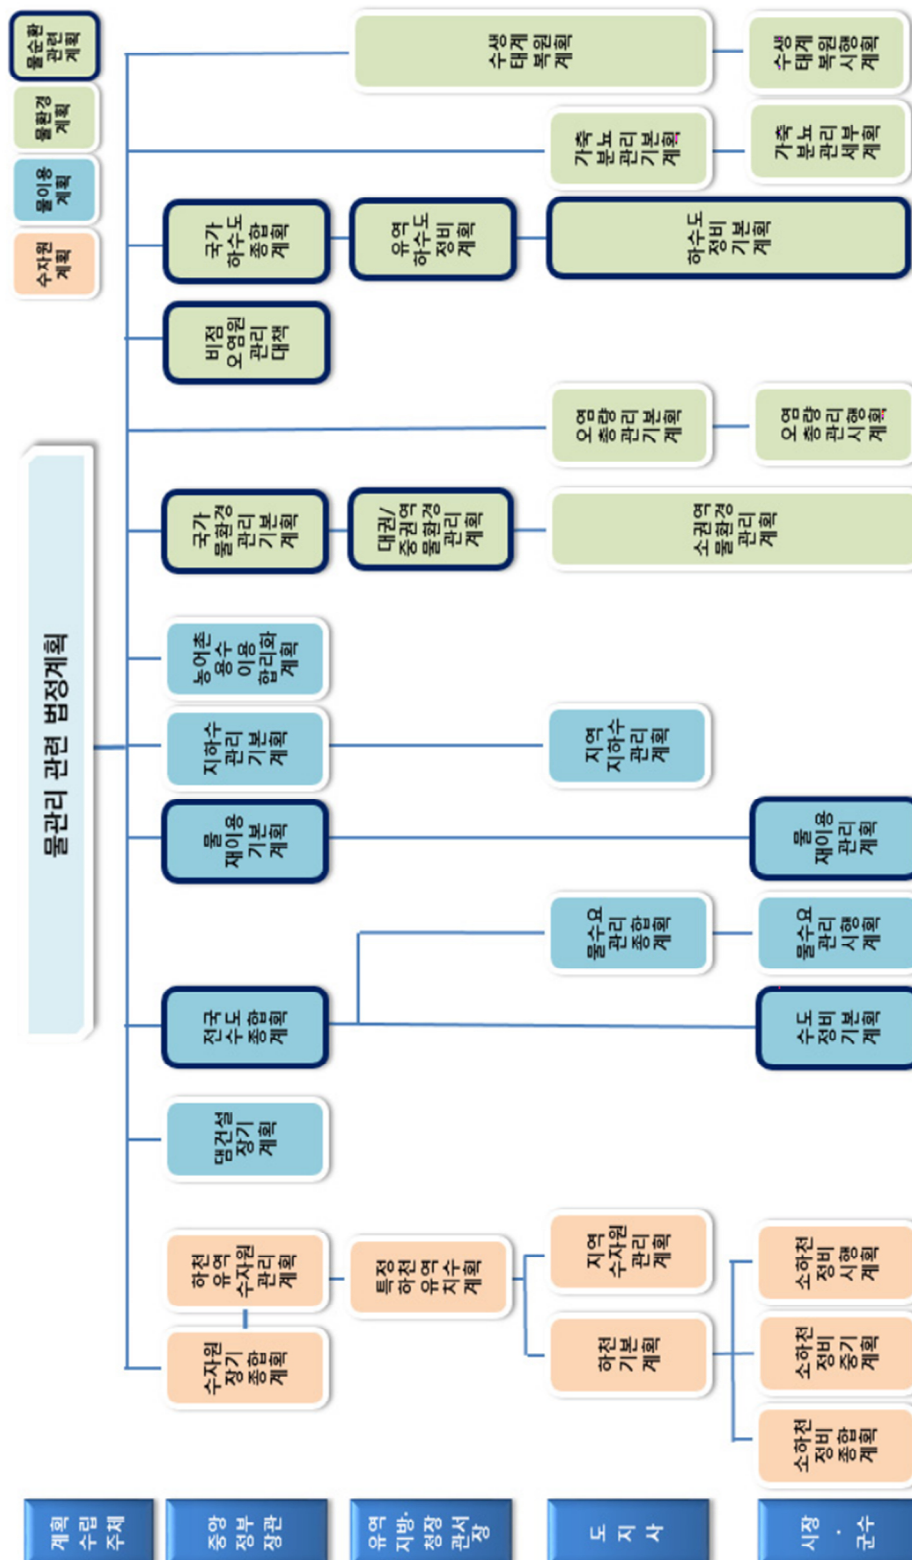 물관리 관련 법정계획
수자원
계획
물이용
계획
물환경
계획
물순환
관련
계획
계획
수립
주체
중앙
정부
장관
유역
지방·
청장
관서
장
도
지
사
시장
·
군수
수자원
장기
종합
계획
하천
유역
수자원
관리
계획
댐건설
장기
계획
전국
수도
종합
계획
물
재이용
기본
계획
지하수
관리
기본
계획
농어촌
용수
이용
합리화
계획
국가
물환경
관리
기본
계획
비점
오염원
관리
대책
국가
하수도
종합
계획
특정
하천
유역
치수
계획
대권/
중권역
물환경
관리
계획
유역
하수도
정비
계획
수생
태계
복원
계획
하천
기본
계획
지역
수자원
관리
계획
물수요
관리
종합
계획
지역
지하수
관리
계획
소권역
물환경
관리
계획
오염
총량
관리
기본
계획
하수도
정비
기본
계획
가축
분뇨
관리
기본
계획
소하천
정비
종합
계획
소하천
정비
중기
계획
소하천
정비
시행
계획
수도
정비
기본
계획
물수요
관리
시행
계획
물
재이용
관리
계획
오염
총량
관리
시행
계획
가축
분뇨
관리
세부
계획
수생
태계
복원
시행
계획